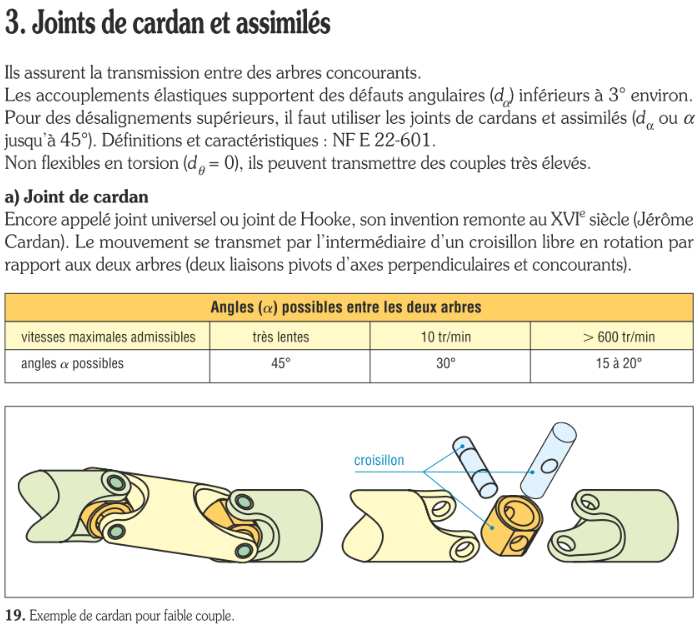 3. Joints de cardan et assimilés
Ils assurent la transmission entre des arbres concourants.
Les accouplements élastiques supportent des défauts angulaires (dα) inférieurs à 3° environ.
Pour des désalignements supérieurs, il faut utiliser les joints de cardans et assimilés (dα ou α
jusqu'à 45°). Définitions et caractéristiques : NF E 22-601.
Non flexibles en torsion (dθ = 0), ils peuvent transmettre des couples très élevés.
a) Joint de cardan
Encore appelé joint universel ou joint de Hooke, son invention remonte au XVIe siècle (Jérôme
Cardan). Le mouvement se transmet par l'intermédiaire d'un croisillon libre en rotation par
rapport aux deux arbres (deux liaisons pivots d'axes perpendiculaires et concourants).
Angles (α) possibles entre les deux arbres
vitesses maximales admissibles très lentes 10 tr/min > 600 tr/min
angles α possibles 45° 30° 15 à 20°
croisillon
19. Exemple de cardan pour faible couple.